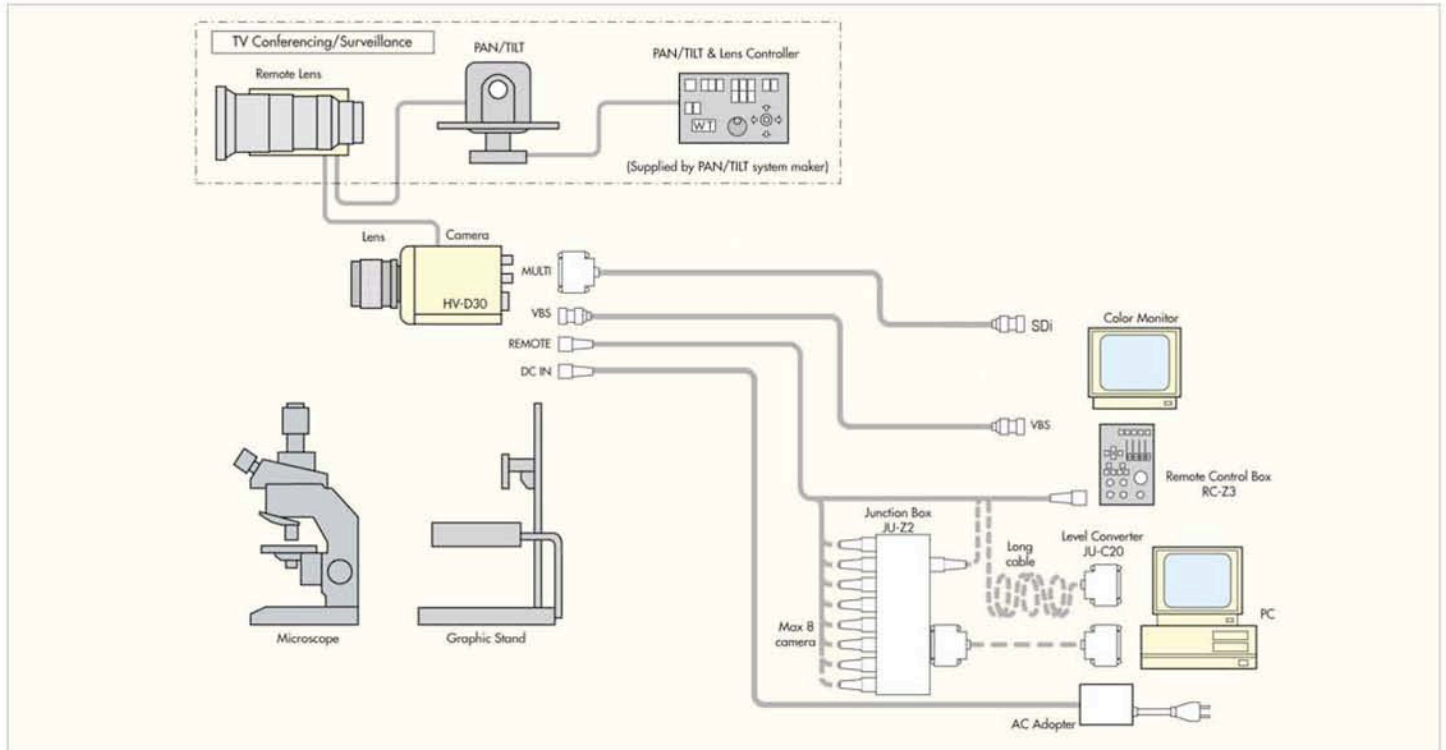 TV Conferencing/Surveillance
PAN/TILT
PAN/TILT & Lens Controller
Remote Lens
W T
(Supplied by PAN/TILT system maker)
Lens
Camera
MULTI
HV-D30
VBS
SDi
Color Monitor
REMOTE
DC IN
VBS
Remote Control Box
RC-Z3
Junction Box
JU-Z2
Long
cable
Level Converter
JU-C20
PC
Max 8
camera
Microscope
Graphic Stand
AC Adopter